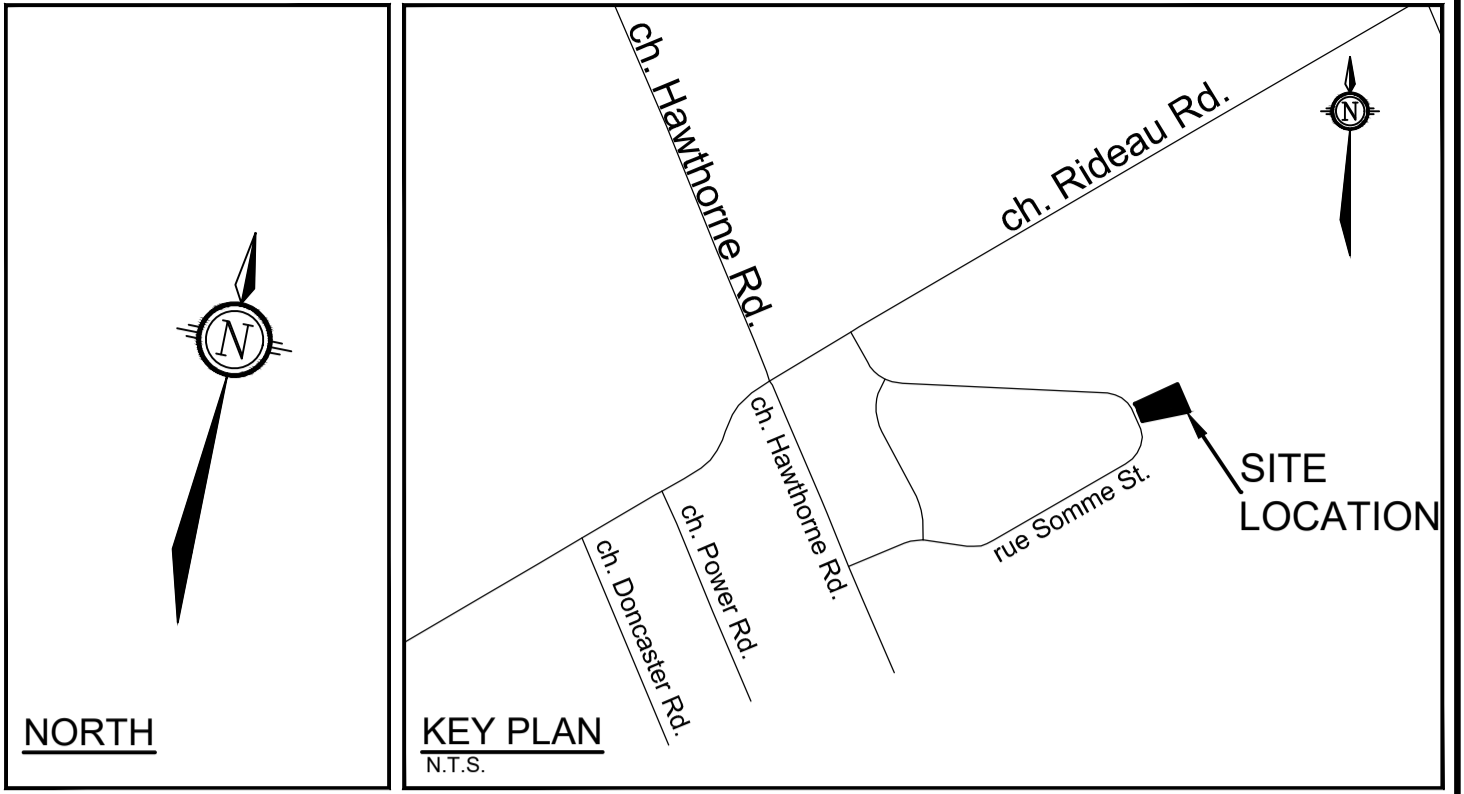 N
NORTH
ch. Hawthorne Rd.
ch. Rideau Rd.
N
ch. Hawthorne Rd.
SITE
LOCATION
rue Somme St.
ch. Power Rd.
ch. Doncaster Rd.
KEY PLAN
N.T.S.